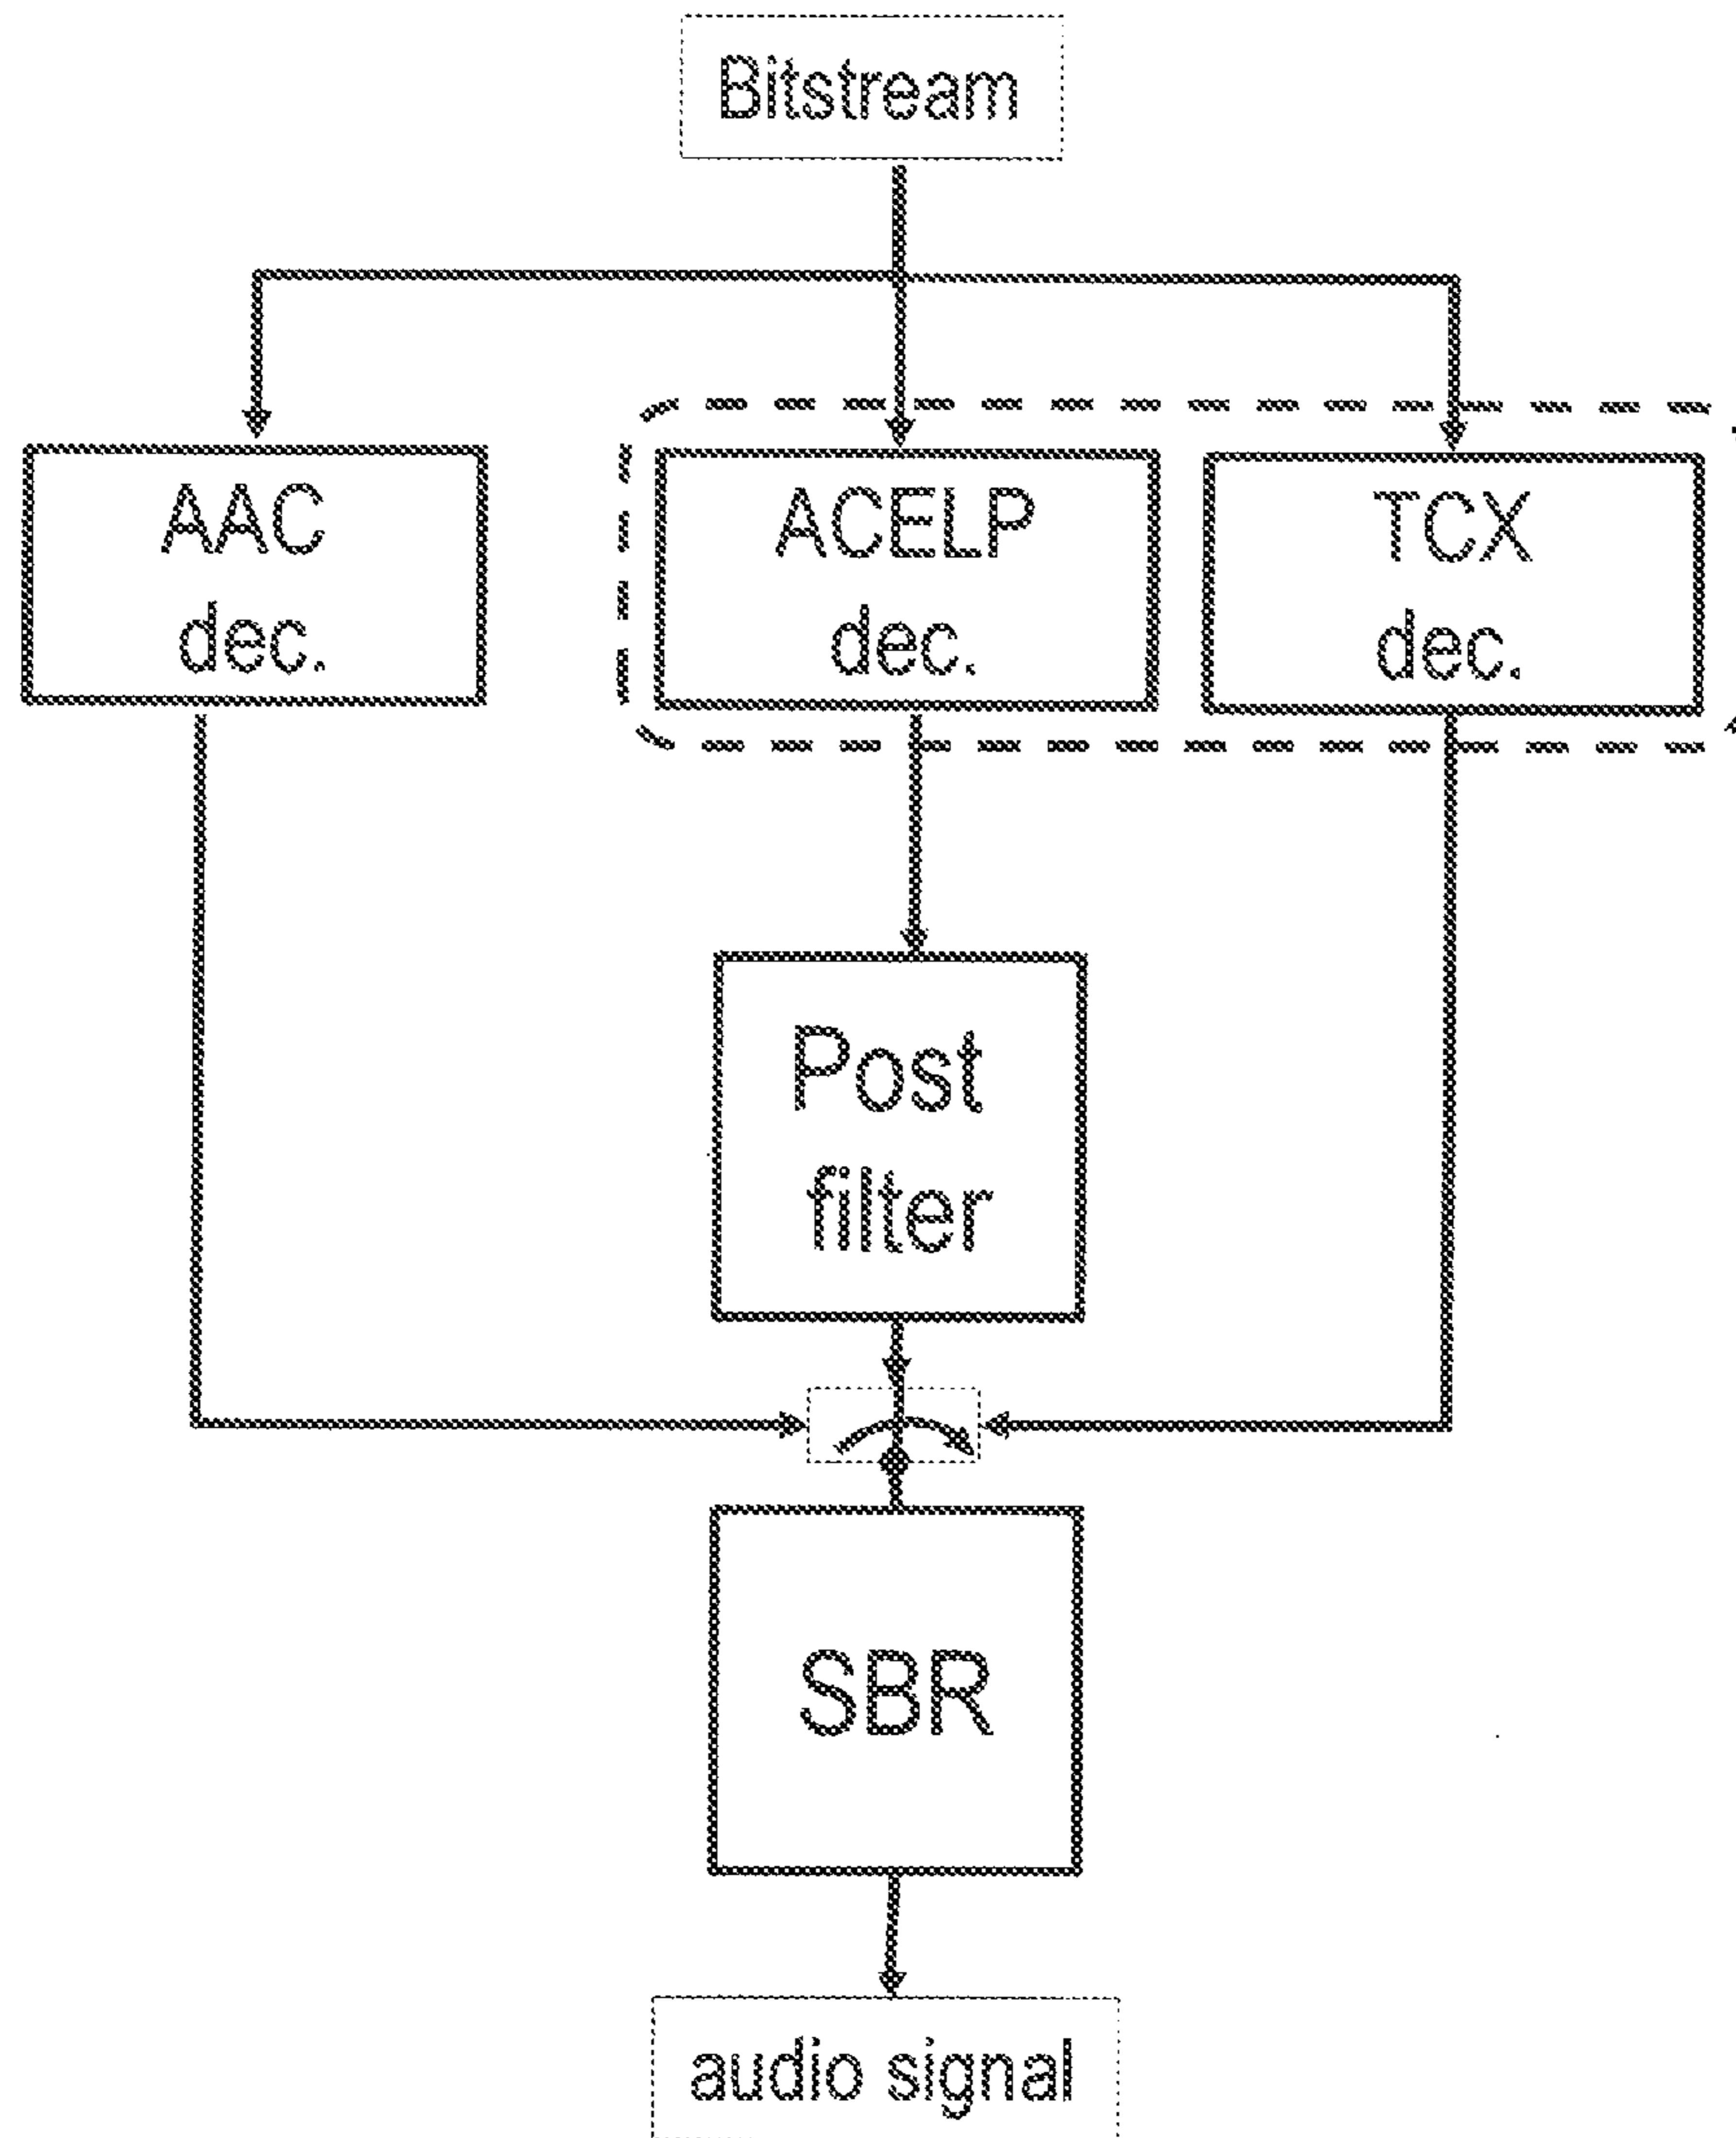 Bitstream
AAC
dec.
ACELP
dec.
TCX
dec.
Post
filter
SBR
audio signal